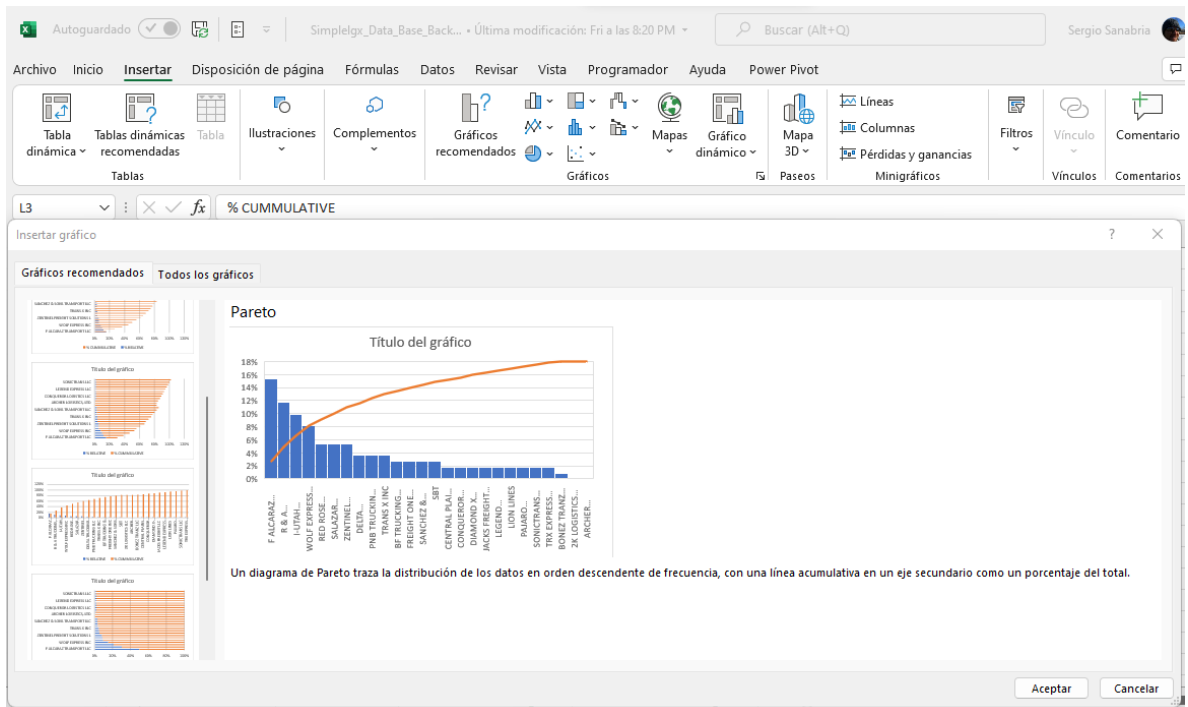 Autoguardado
Simplelgx_Data_Base_Back... • Última modificación: Fri a las 8:20 PM
Buscar (Alt+Q)
Sergio Sanabria
Archivo Inicio Insertar Disposición de página Fórmulas Datos Revisar Vista Programador Ayuda Power Pivot
Tabla dinámica
Tablas dinámicas recomendadas
Tabla
Tablas
Ilustraciones
Complementos
Gráficos recomendados
Mapas
Gráfico dinámico
Gráficos
Mapa 3D
Paseos
Líneas
Columnas
Pérdidas y ganancias
Minigráficos
Filtros
Vínculo
Vínculos
Comentario
Comentarios
L3
fx
% CUMMULATIVE
Insertar gráfico
?
Gráficos recomendados Todos los gráficos
Título del gráfico
Título del gráfico
Título del gráfico
Pareto
Título del gráfico
18%
16%
14%
12%
10%
8%
6%
4%
2%
0%
F ALCARAZ...
R & A...
I-UTAH...
WOLF EXPRESS...
RED ROSE...
SALAZAR...
ZENTINEL...
DELTA...
PNB TRUCKIN...
TRANS X INC
BF TRUCKING...
FREIGHT ONE...
SANCHEZ &...
SBT
CENTRAL PLAI...
CONQUEROR...
DIAMOND X...
JACKS FREIGHT...
LEGEND...
LION LINES
PAJARO...
SONICTRANS...
TRX EXPRESS...
BONEZ TRANZ...
2K LOGISTICS...
ARCHER...
Un diagrama de Pareto traza la distribución de los datos en orden descendente de frecuencia, con una línea acumulativa en un eje secundario como un porcentaje del total.
Aceptar
Cancelar